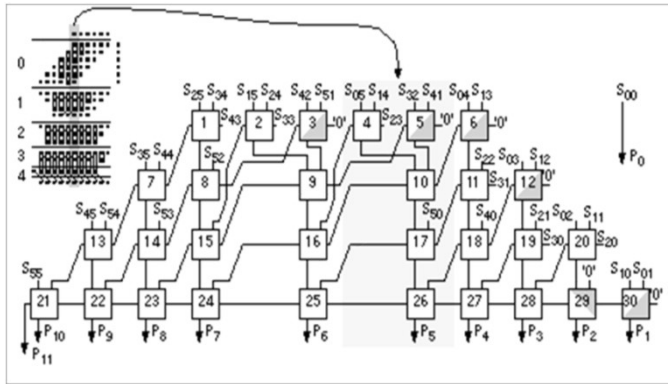 0
1
2
3
4
S25 S34 S15 S24 S42 S51 S05 S14 S32 S41 S04 S13 S00
1 S43 2 S33 3 '0' 4 S23 5 '0' 6 '0'
P0
S35 S44 S52 S22 S03 S12
7 8 9 10 11 S31 12 '0'
S45 S54 S53 S50 S40 S21 S02 S11
13 14 15 16 17 18 19 S30 20 S20
S55 '0' S10 S01
21 22 23 24 25 26 27 28 29 30 '0'
P10 P9 P8 P7 P6 P5 P4 P3 P2 P1
P11